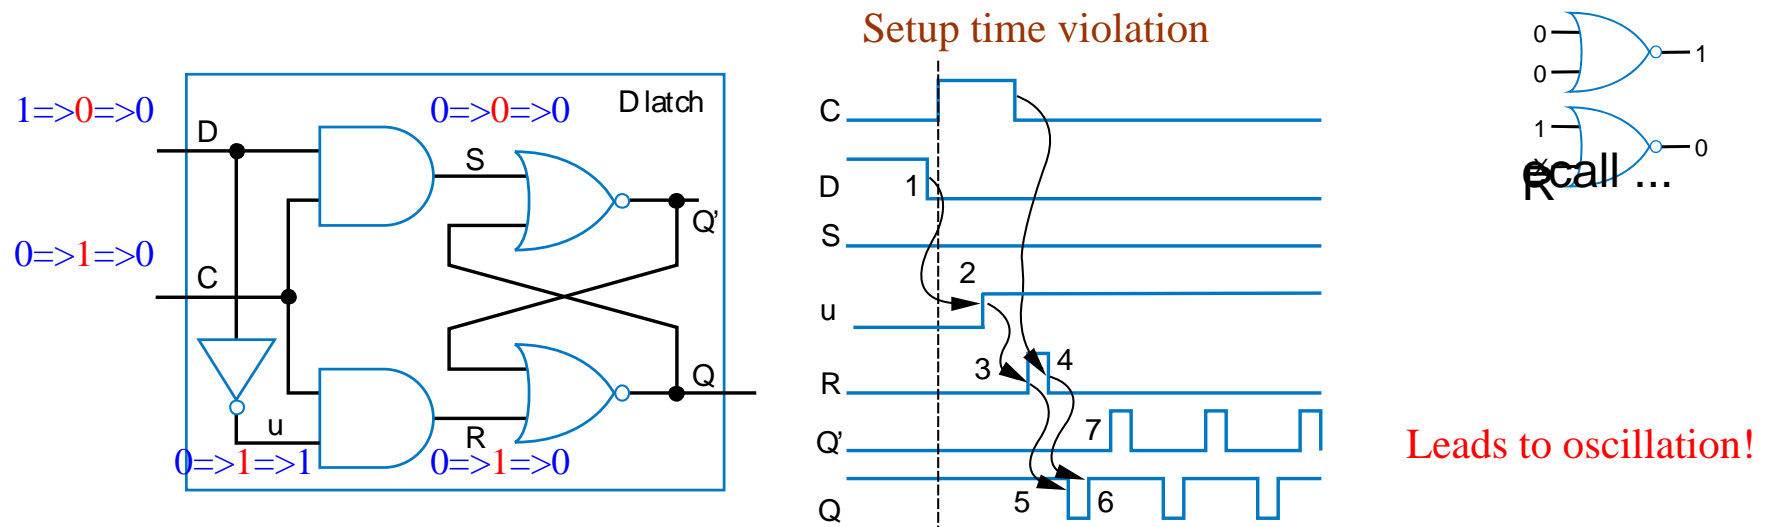 Setup time violation
D latch
1=>0=>0
0=>0=>0
D
S
Q'
0=>1=>0
C
Q
u
R
0=>1=>1
0=>1=>0
C
D
1
S
2
u
3
4
R
7
Q'
5
6
Q
0
0
1
1
x
0
Recall ...
Leads to oscillation!